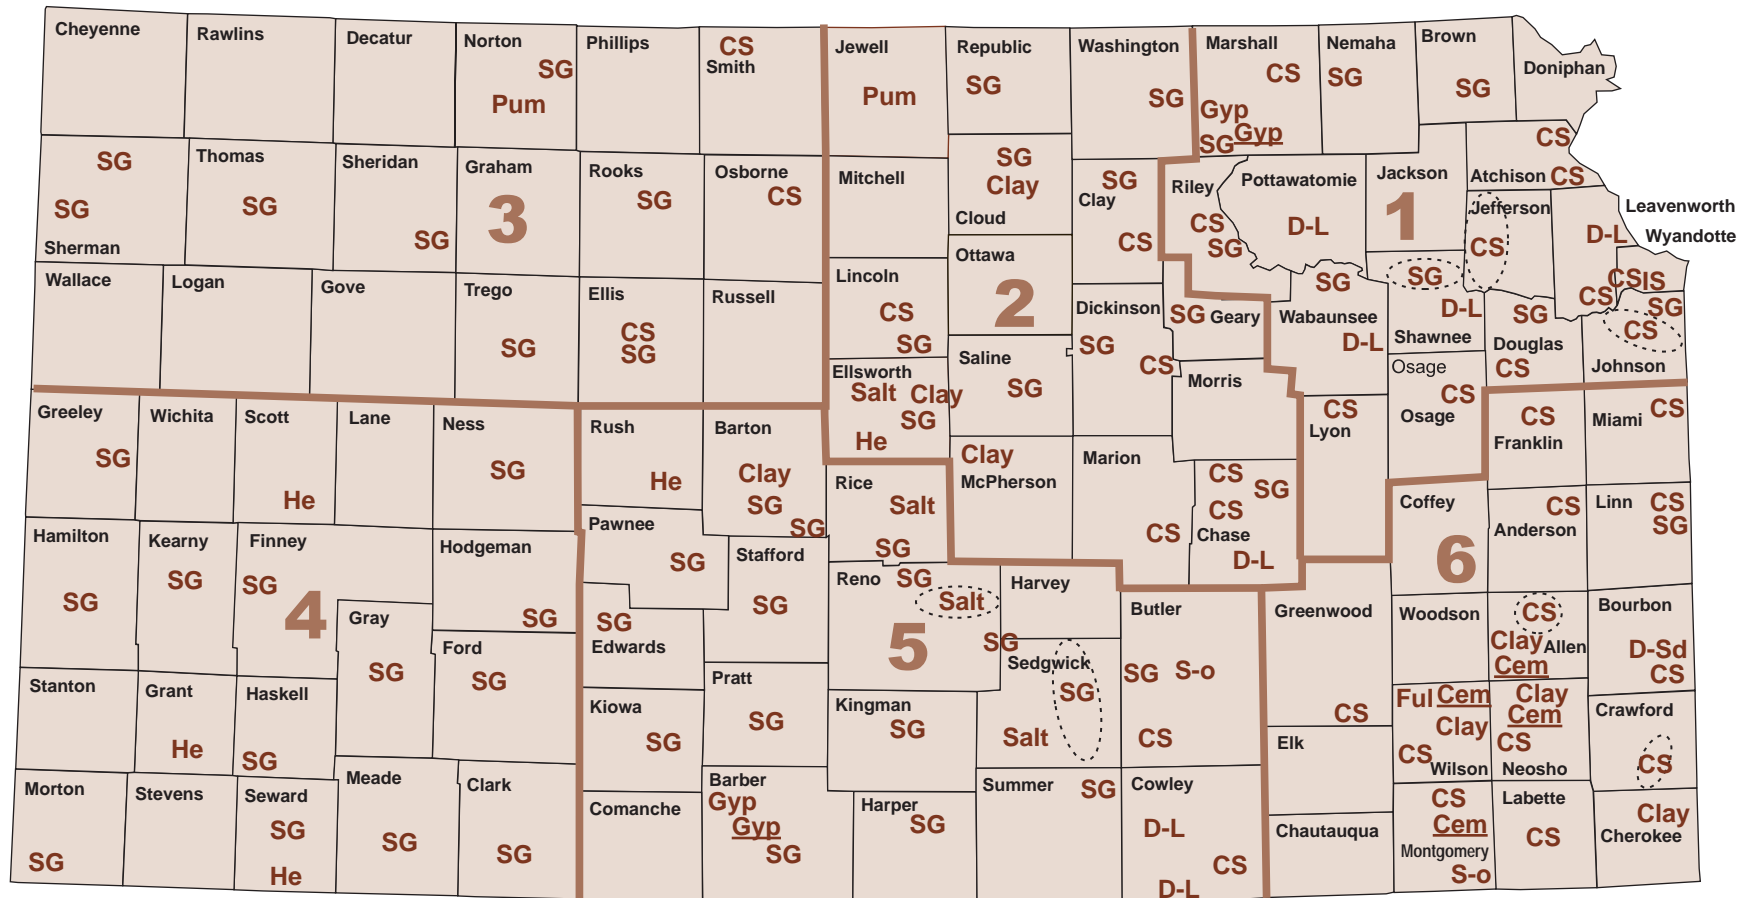 Cheyenne
Rawlins
Decatur
Norton
SG
Pum
Phillips
CS
Smith
Jewell
Pum
Republic
SG
Washington
SG
Marshall
CS
Gyp
Gyp
SG
Nemaha
SG
Brown
SG
Doniphan
SG
SG
Sherman
Thomas
SG
Sheridan
SG
Graham
3
Rooks
SG
Osborne
CS
Mitchell
SG
Clay
Cloud
SG
Clay
CS
Riley
CS
SG
Pottawatomie
D-L
Jackson
1
CS
Atchison
CS
Jefferson
CS
D-L
Leavenworth
Wyandotte
Wallace
Logan
Gove
Trego
SG
Ellis
CS
SG
Russell
Lincoln
CS
SG
Ottawa
2
Dickinson
SG
CS
SG
Geary
SG
Wabaunsee
D-L
SG
D-L
Shawnee
SG
Douglas
CS
CS
IS
CS
SG
CS
Johnson
Ellsworth
Salt
Clay
SG
He
Saline
SG
Morris
Osage
CS
Osage
CS
Lyon
CS
Franklin
Miami
CS
Greeley
SG
Wichita
Scott
He
Lane
Ness
SG
Rush
He
Barton
Clay
SG
SG
Rice
Salt
SG
Clay
McPherson
Marion
CS
CS
SG
CS
Chase
D-L
Coffey
6
CS
Anderson
Linn
CS
SG
Hamilton
SG
Kearny
SG
Finney
SG
4
Hodgeman
SG
Pawnee
SG
Stafford
SG
Reno
SG
Salt
5
Harvey
SG
Butler
SG
S-o
CS
Greenwood
CS
Woodson
CS
Clay
Allen
Cem
Bourbon
D-Sd
CS
Gray
SG
Ford
SG
SG
Edwards
Sedgwick
SG
Salt
Stanton
Grant
He
Haskell
SG
Kiowa
SG
Pratt
SG
Kingman
SG
Elk
Ful
Cem
Clay
CS
Wilson
Clay
Cem
CS
Neosho
Crawford
CS
Morton
SG
Stevens
Seward
SG
He
Meade
SG
Clark
SG
Comanche
Barber
Gyp
Gyp
SG
Harper
SG
Summer
SG
Cowley
D-L
CS
D-L
Chautauqua
CS
Cem
Montgomery
S-o
Labette
CS
Clay
Cherokee